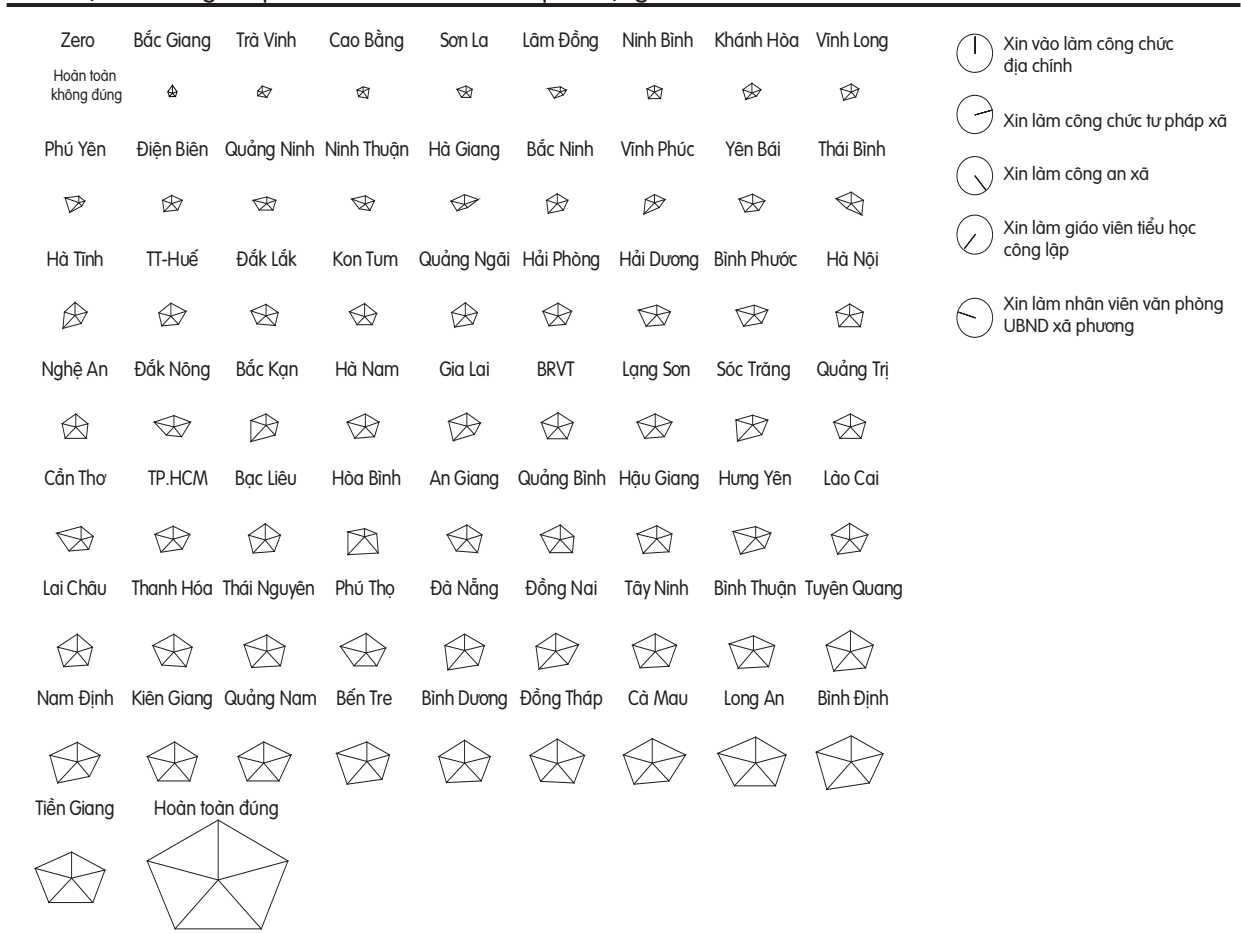 Zero Bắc Giang Trà Vinh Cao Bằng Sơn La Lâm Đồng Ninh Bình Khánh Hòa Vĩnh Long
Hoàn toàn
không đúng
Phú Yên Điện Biên Quảng Ninh Ninh Thuận Hà Giang Bắc Ninh Vĩnh Phúc Yên Bái Thái Bình
Hà Tĩnh TT-Huế Đắk Lắk Kon Tum Quảng Ngãi Hải Phòng Hải Dương Bình Phước Hà Nội
Nghệ An Đắk Nông Bắc Kạn Hà Nam Gia Lai BRVT Lạng Sơn Sóc Trăng Quảng Trị
Cần Thơ TP.HCM Bạc Liêu Hòa Bình An Giang Quảng Bình Hậu Giang Hưng Yên Lào Cai
Lai Châu Thanh Hóa Thái Nguyên Phú Thọ Đà Nẵng Đồng Nai Tây Ninh Bình Thuận Tuyên Quang
Nam Định Kiên Giang Quảng Nam Bến Tre Bình Dương Đồng Tháp Cà Mau Long An Bình Định
Tiền Giang Hoàn toàn đúng
Xin vào làm công chức
địa chính
Xin làm công chức tư pháp xã
Xin làm công an xã
Xin làm giáo viên tiểu học
công lập
Xin làm nhân viên văn phòng
UBND xã phương